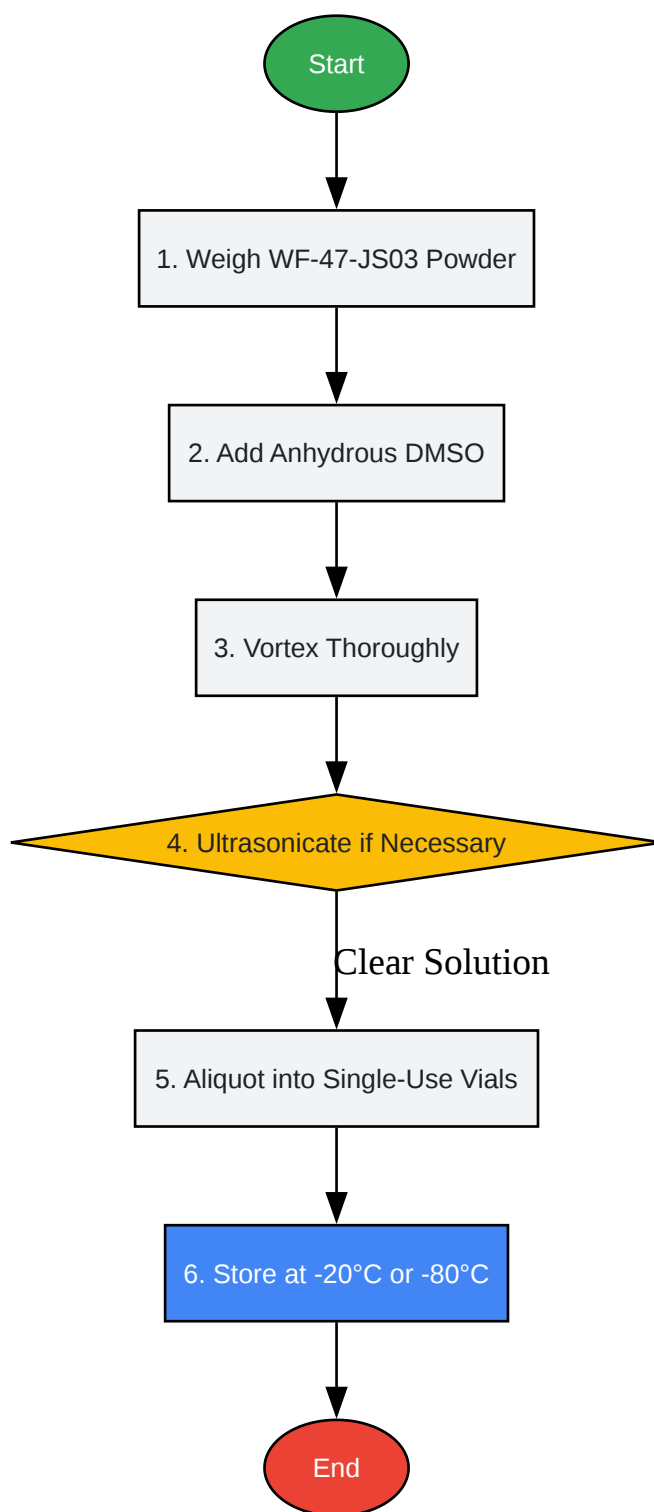 Start
1. Weigh WF-47-JS03 Powder
2. Add Anhydrous DMSO
3. Vortex Thoroughly
4. Ultrasonicate if Necessary
Clear Solution
5. Aliquot into Single-Use Vials
6. Store at -20°C or -80°C
End